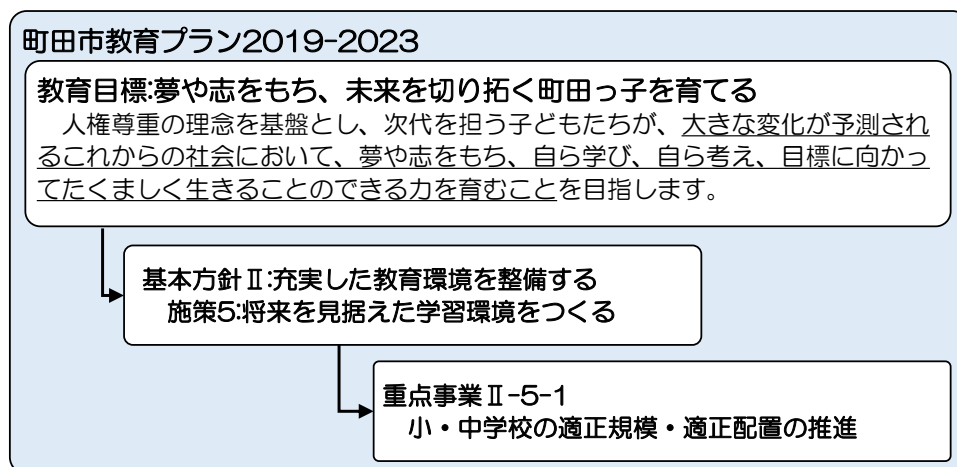 町田市教育プラン2019-2023
教育目標:夢や志をもち、未来を切り拓く町田っ子を育てる
人権尊重の理念を基盤とし、次代を担う子どもたちが、大きな変化が予測され
るこれからの社会において、夢や志をもち、自ら学び、自ら考え、目標に向かっ
てたくましく生きることのできる力を育むことを目指します。
基本方針Ⅱ:充実した教育環境を整備する
施策5:将来を見据えた学習環境をつくる
重点事業Ⅱ-5-1
小・中学校の適正規模・適正配置の推進